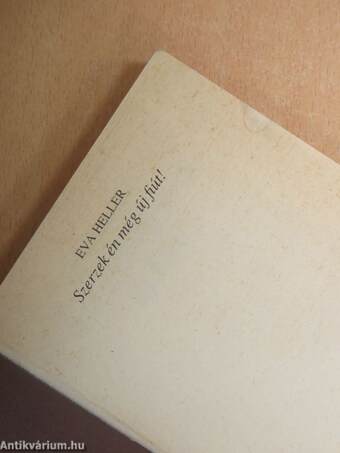 EVA HELLER
Szerzek én még új fiút!
Antikvárium.hu